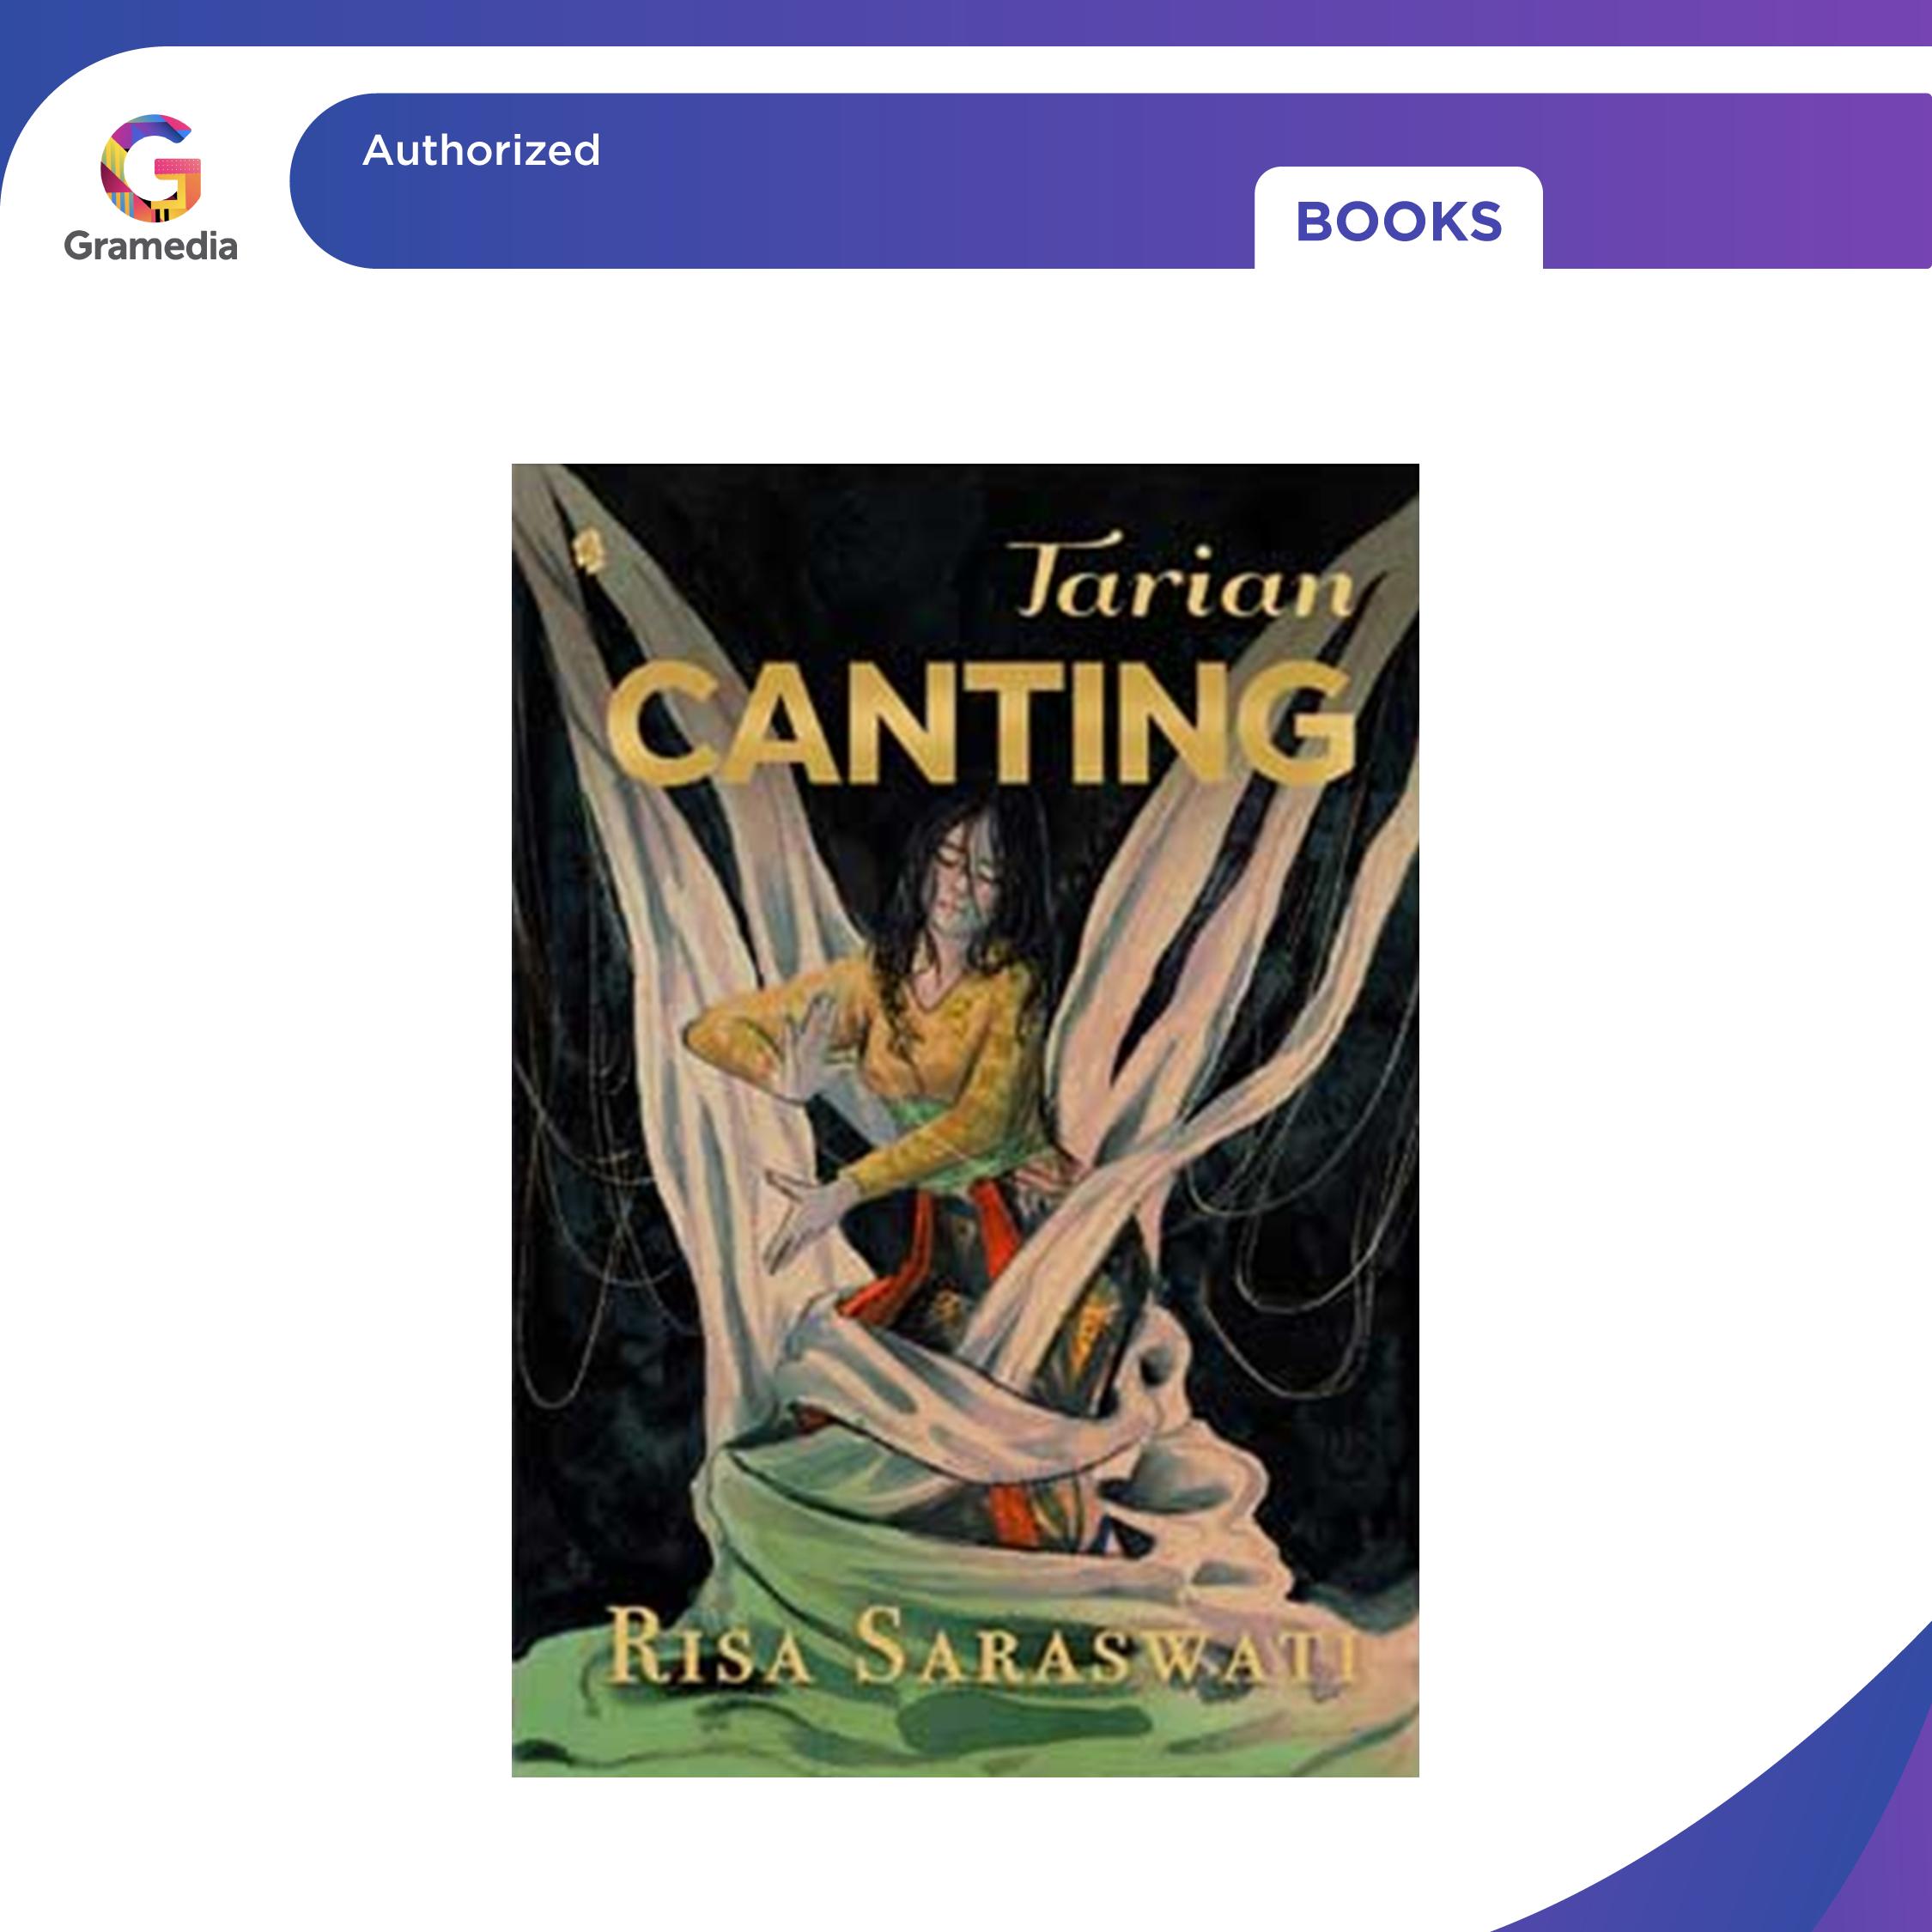 Authorized
BOOKS
Gramedia
Tarian
CANTING
RISA SARASWATI